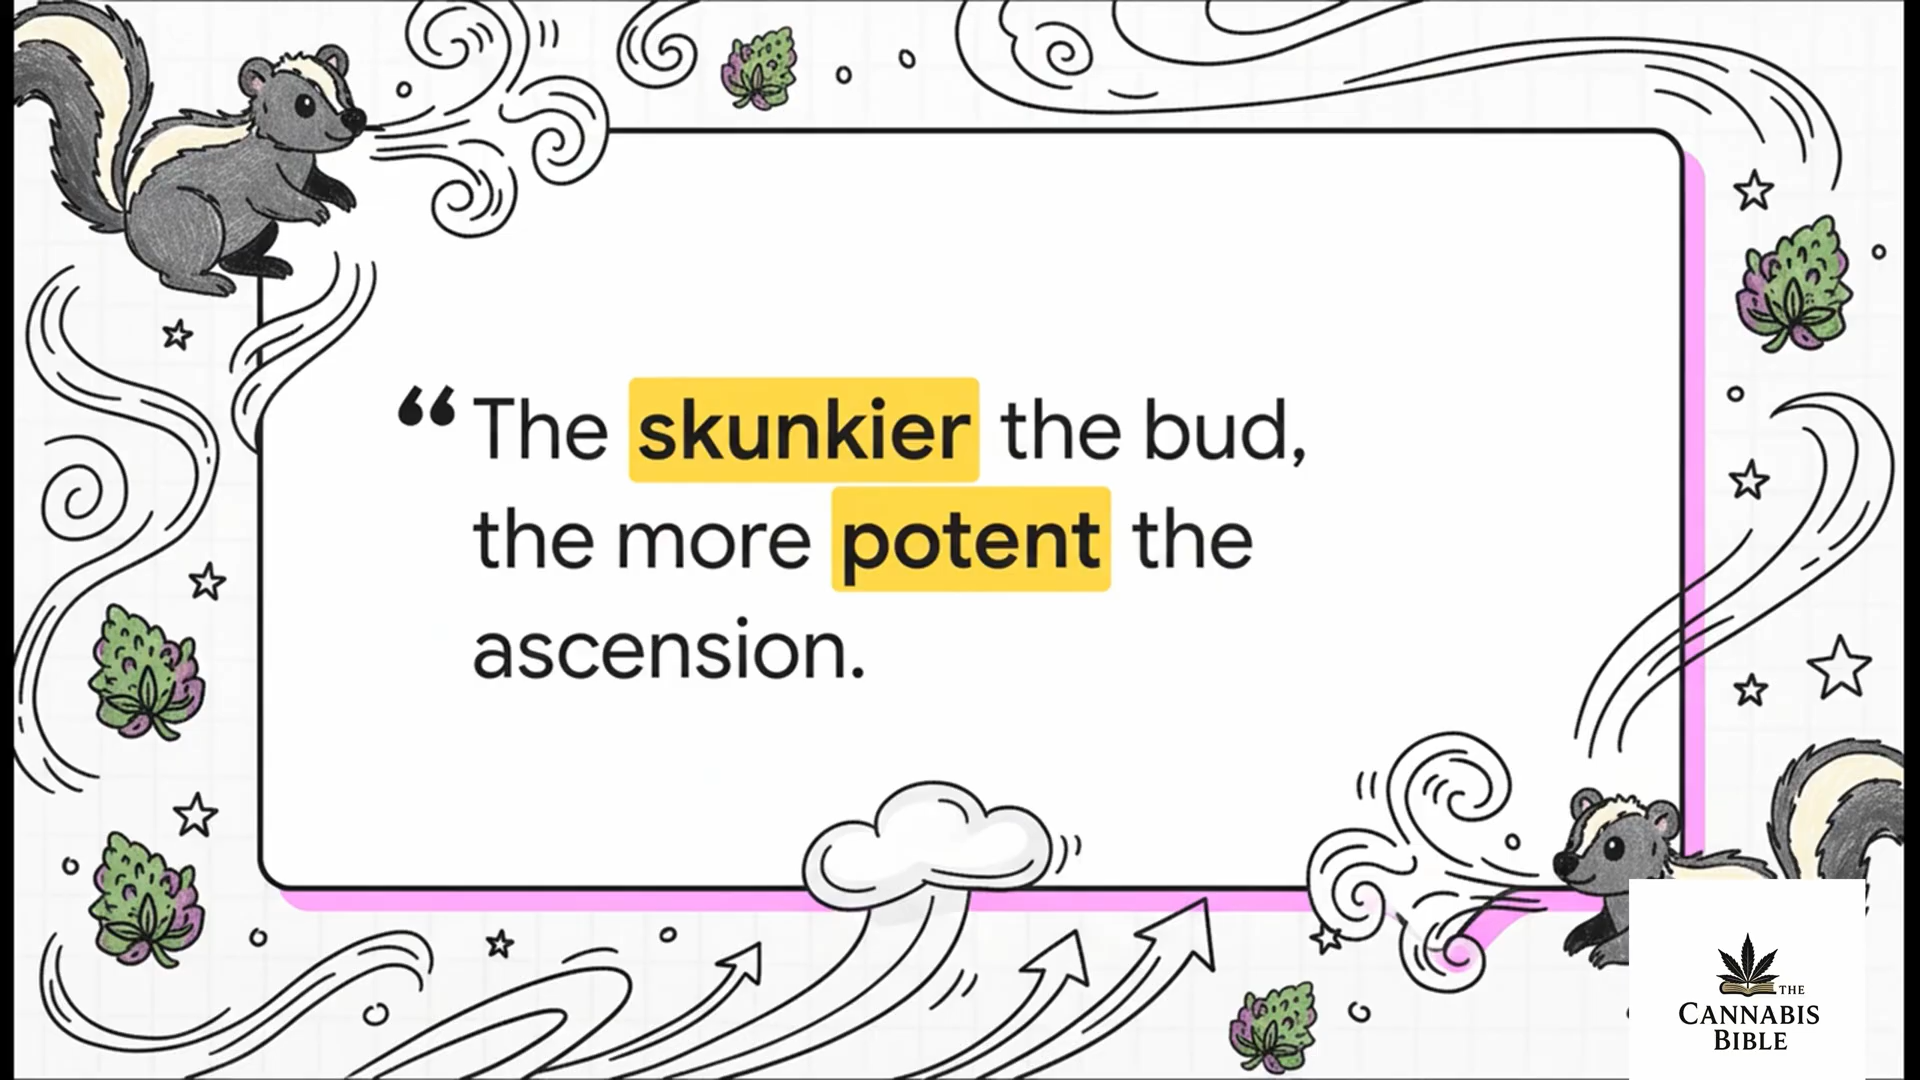 “The skunkier the bud,
the more potent the
ascension.
THE
CANNABIS
BIBLE